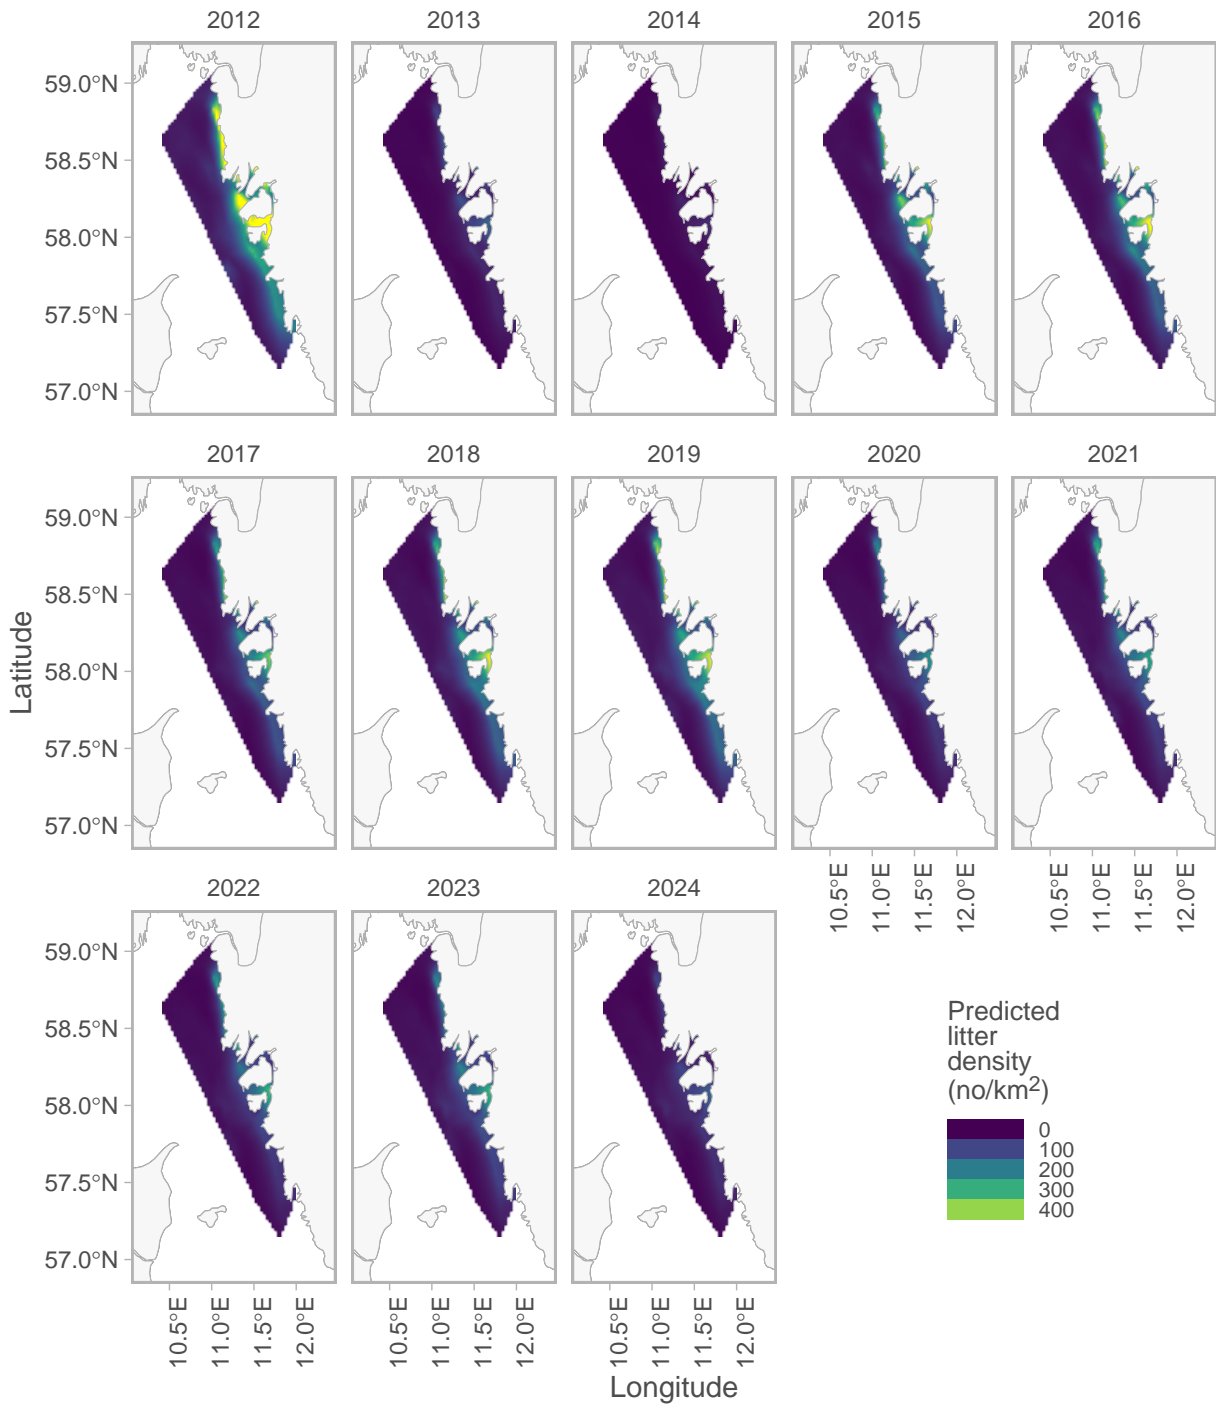 2012 2013 2014 2015 2016
59.0°N
58.5°N
58.0°N
57.5°N
57.0°N
2017 2018 2019 2020 2021
59.0°N
58.5°N
58.0°N
57.5°N
57.0°N
Latitude
10.5°E 11.0°E 11.5°E 12.0°E 10.5°E 11.0°E 11.5°E 12.0°E
2022 2023 2024
59.0°N
58.5°N
58.0°N
57.5°N
57.0°N
10.5°E 11.0°E 11.5°E 12.0°E 10.5°E 11.0°E 11.5°E 12.0°E 10.5°E 11.0°E 11.5°E 12.0°E
Longitude
Predicted
litter
density
(no/km²)
0
100
200
300
400